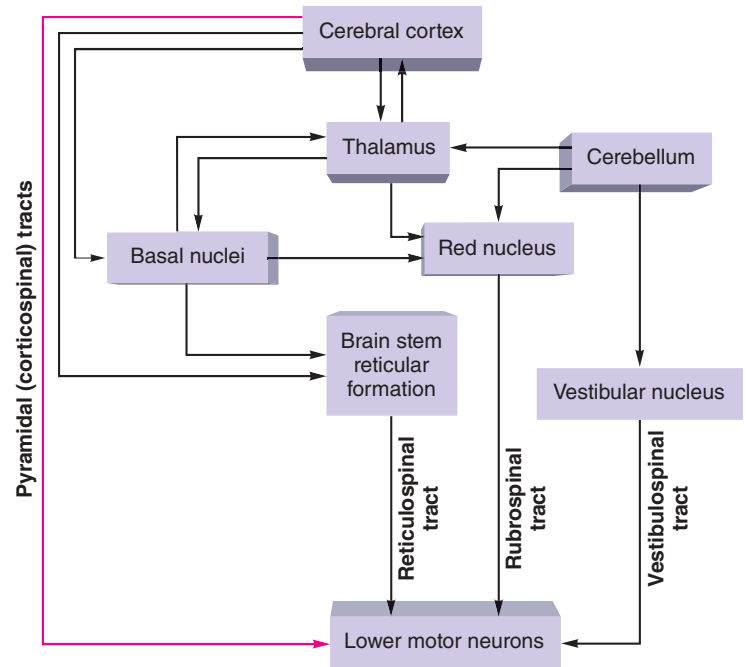 Cerebral cortex
Thalamus
Cerebellum
Basal nuclei
Red nucleus
Brain stem
reticular
formation
Vestibular nucleus
Pyramidal (corticospinal) tracts
Reticulospinal
tract
Rubrospinal
tract
Vestibulospinal
tract
Lower motor neurons